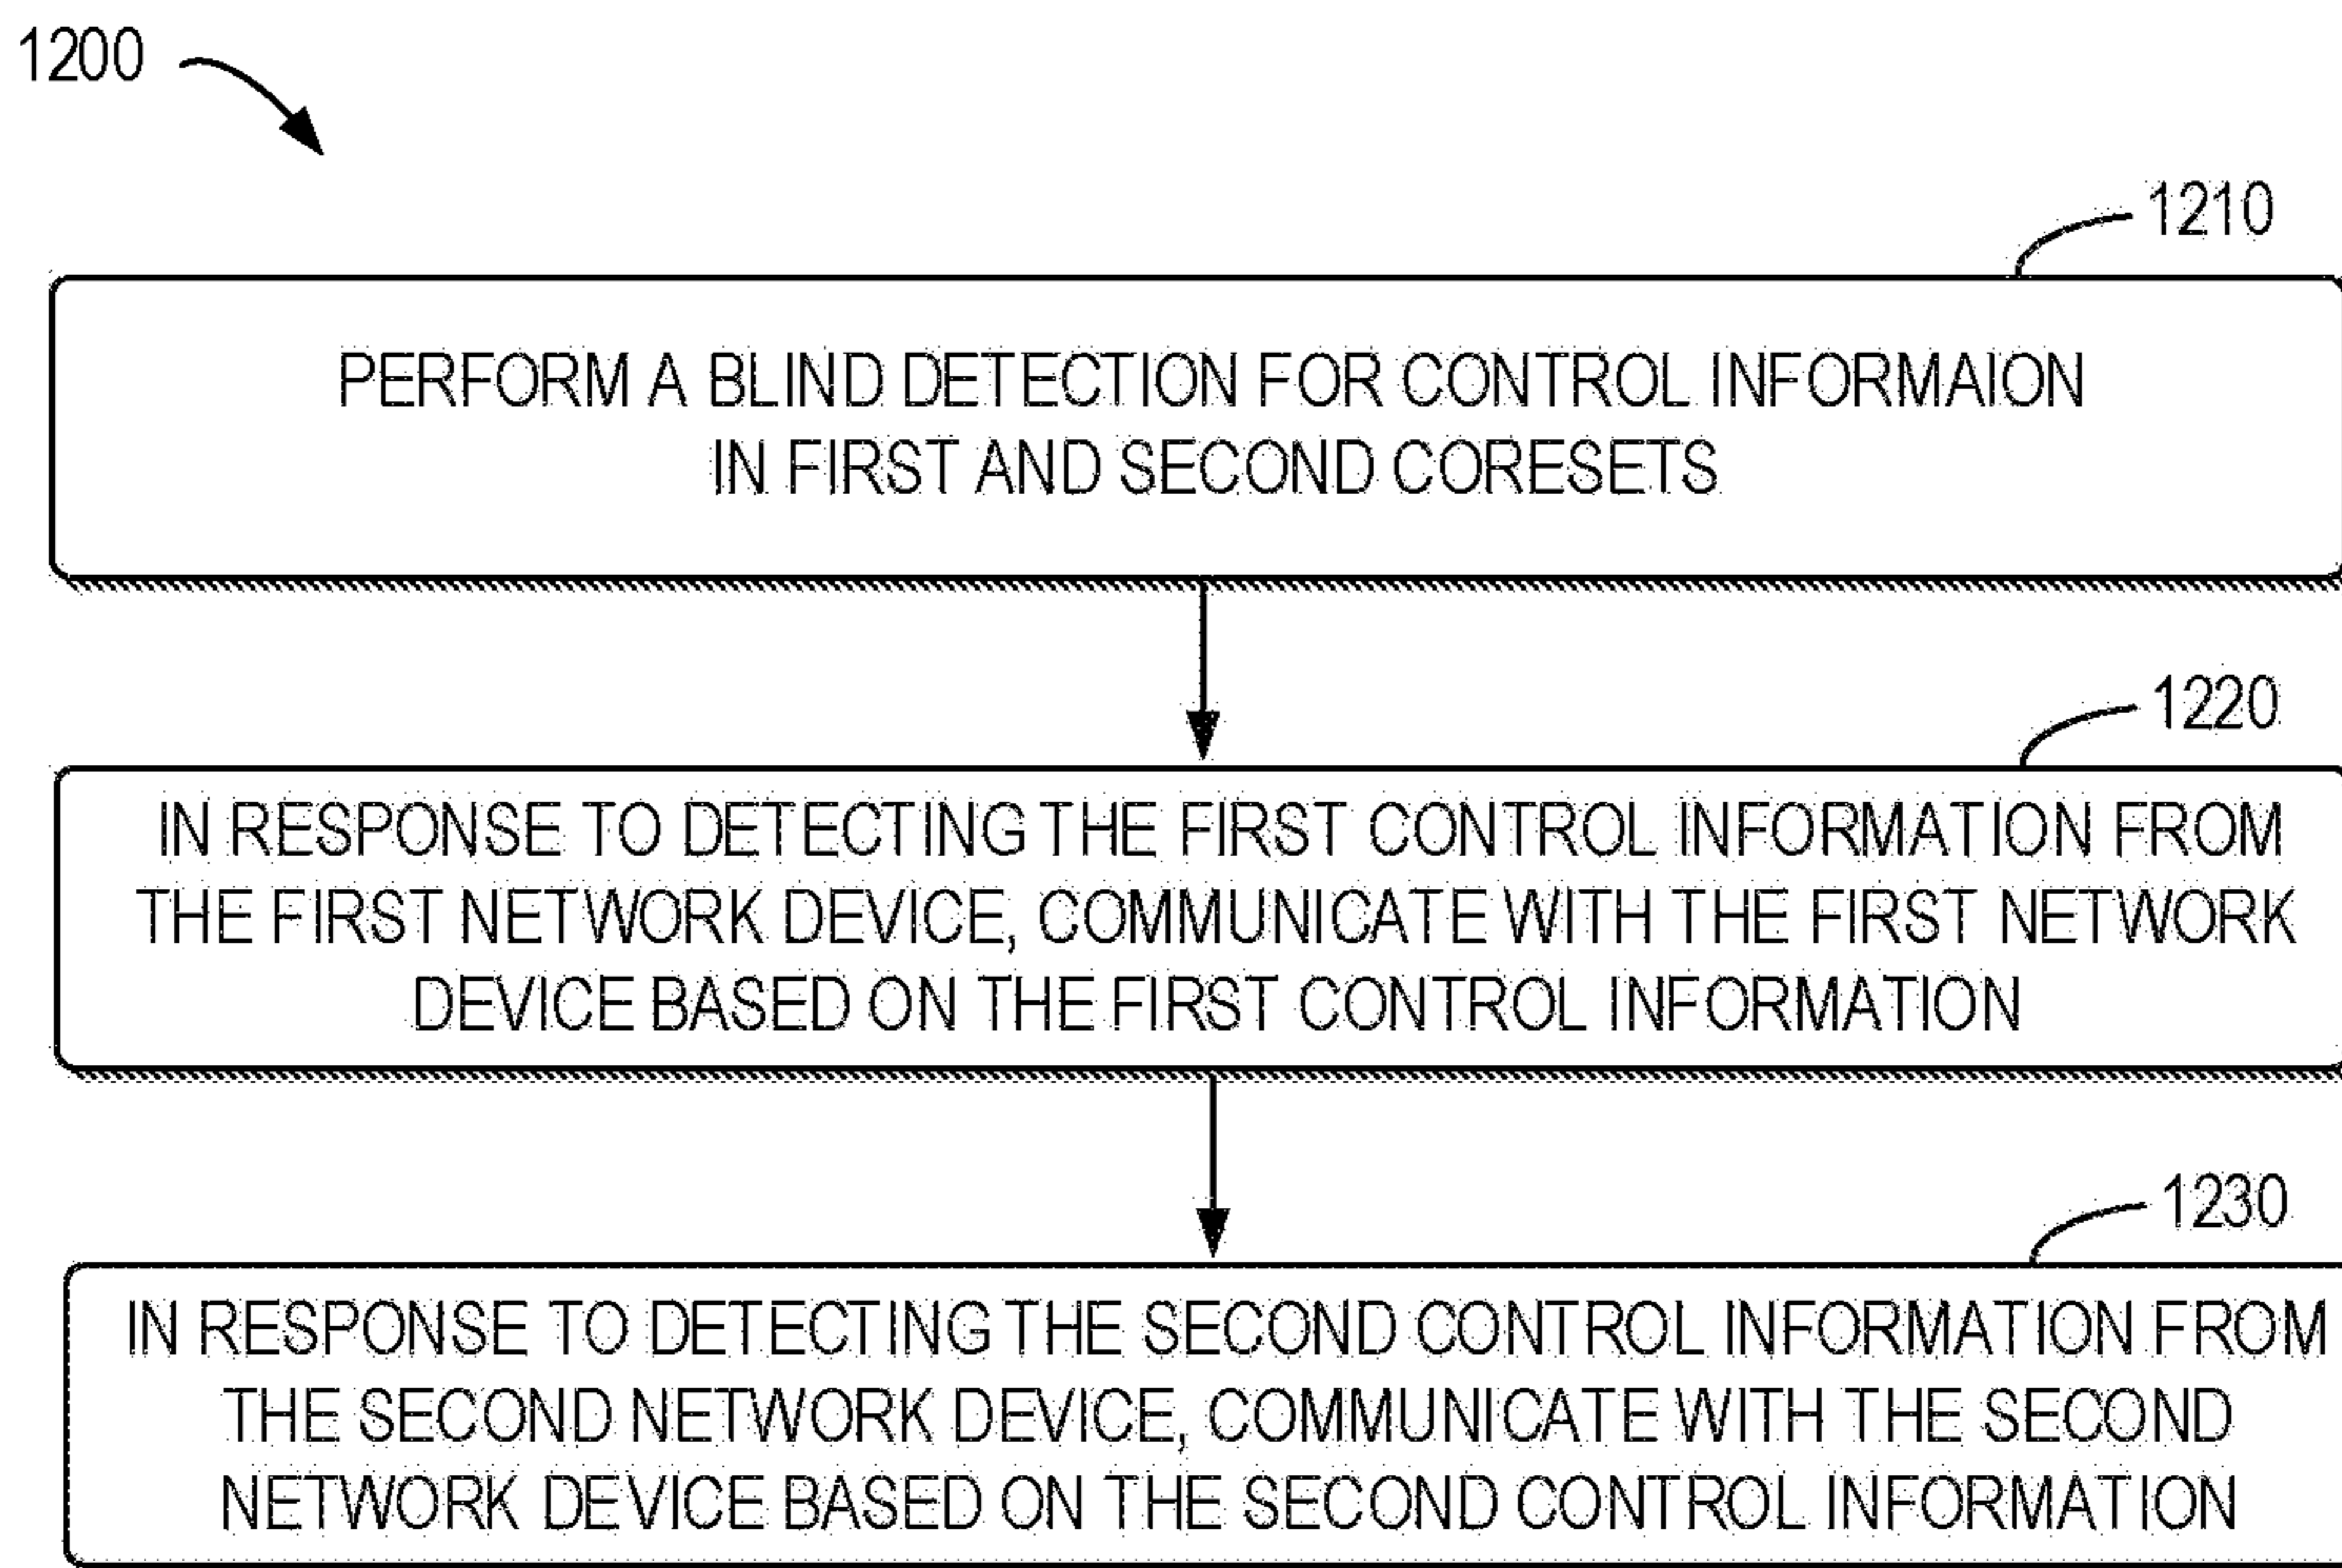 1200
1210
PERFORM A BLIND DETECTION FOR CONTROL INFORMAION
IN FIRST AND SECOND CORESETS
1220
IN RESPONSE TO DETECTING THE FIRST CONTROL INFORMATION FROM
THE FIRST NETWORK DEVICE, COMMUNICATE WITH THE FIRST NETWORK
DEVICE BASED ON THE FIRST CONTROL INFORMATION
1230
IN RESPONSE TO DETECTING THE SECOND CONTROL INFORMATION FROM
THE SECOND NETWORK DEVICE, COMMUNICATE WITH THE SECOND
NETWORK DEVICE BASED ON THE SECOND CONTROL INFORMATION